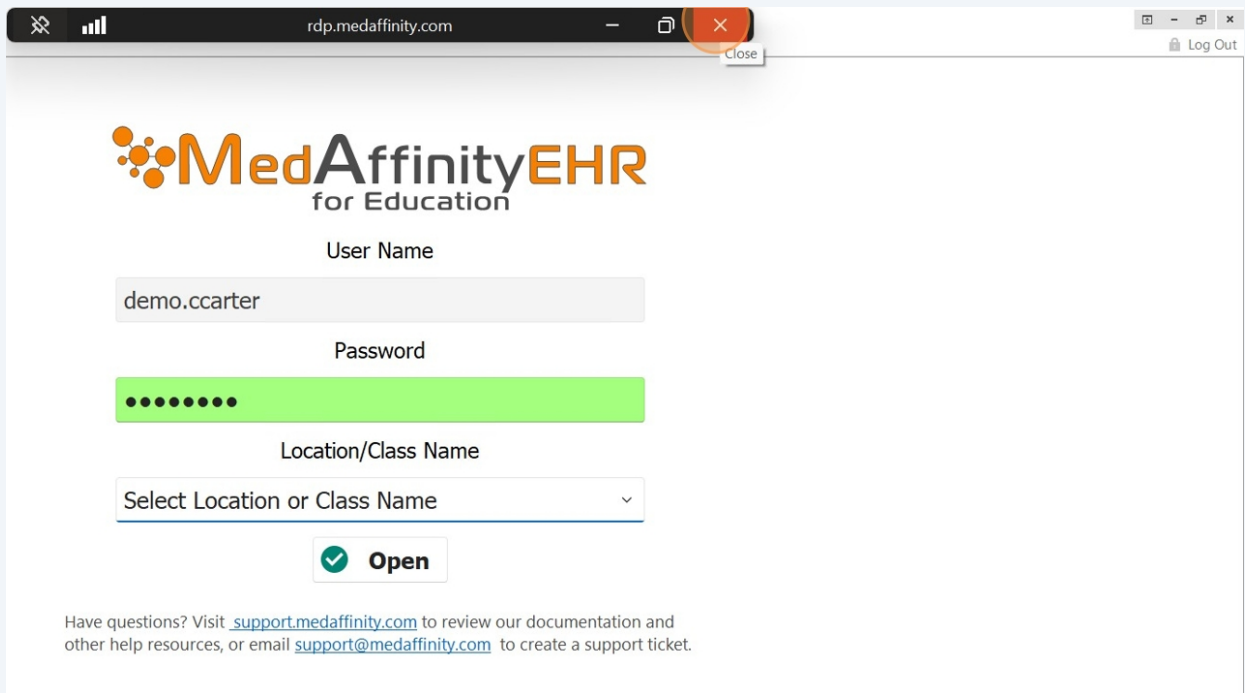 rdp.medaffinity.com
Close
Log Out
MedAffinityEHR
for Education
User Name
demo.ccarter
Password
●●●●●●●●
Location/Class Name
Select Location or Class Name
Open
Have questions? Visit support.medaffinity.com to review our documentation and
other help resources, or email support@medaffinity.com to create a support ticket.